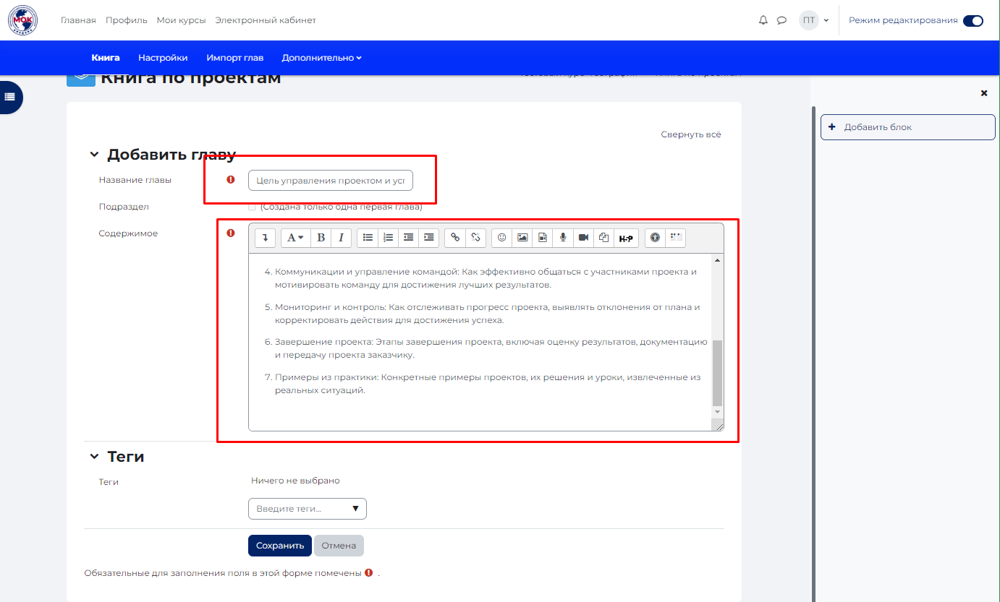 МОК
Главная Профиль Мои курсы Электронный кабинет
ПТ
Режим редактирования
Книга Настройки Импорт глав Дополнительно
Книга по проектам
Добавить блок
Свернуть всё
Добавить главу
Название главы
Цель управления проектом и усг
Подраздел
(Создана только одна первая глава)
Содержимое
A B I H-P
4. Коммуникации и управление командой: Как эффективно общаться с участниками проекта и
мотивировать команду для достижения лучших результатов.
5. Мониторинг и контроль: Как отслеживать прогресс проекта, выявлять отклонения от плана и
корректировать действия для достижения успеха.
6. Завершение проекта: Этапы завершения проекта, включая оценку результатов, документацию
и передачу проекта заказчику.
7. Примеры из практики: Конкретные примеры проектов, их решения и уроки, извлеченные из
реальных ситуаций.
Теги
Теги
Ничего не выбрано
Введите теги...
Сохранить Отмена
Обязательные для заполнения поля в этой форме помечены .